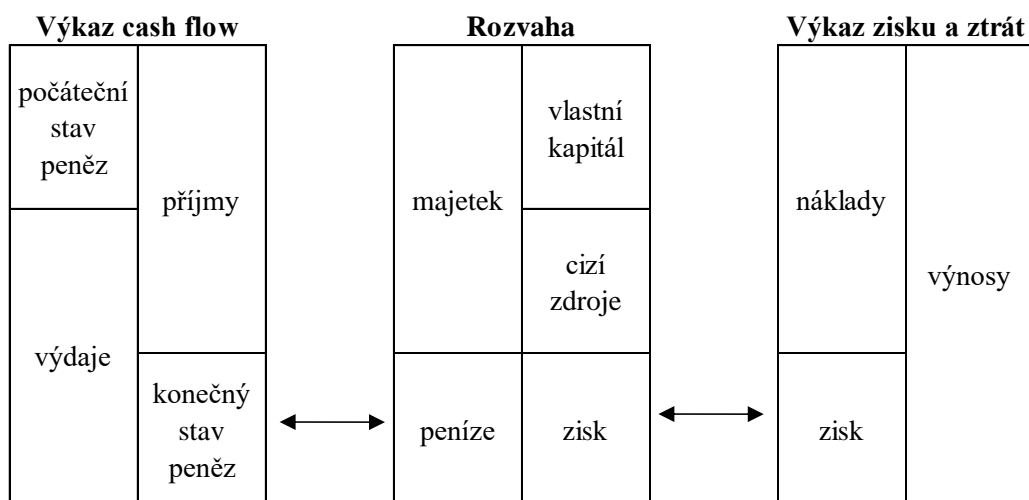 Výkaz cash flow
Rozvaha
Výkaz zisku a ztrát
počáteční
stav
peněz
příjmy
výdaje
konečný
stav
peněz
majetek
vlastní
kapitál
cizí
zdroje
peníze
zisk
náklady
výnosy
zisk